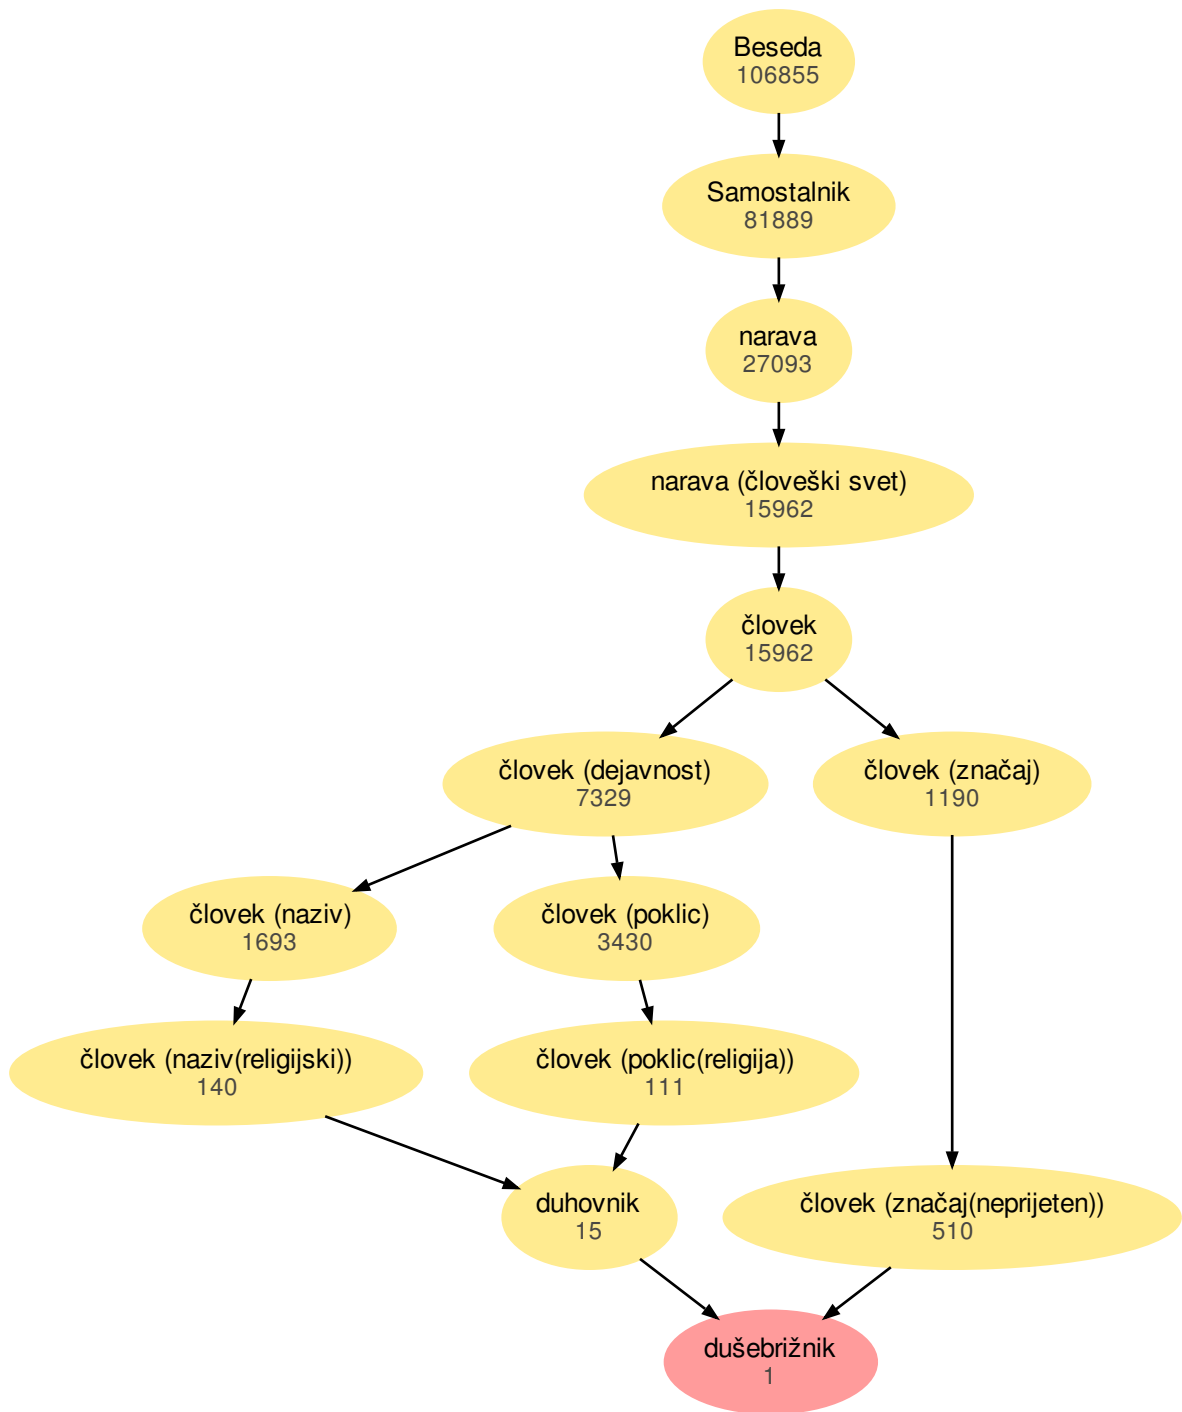 Beseda
106855
Samostalnik
81889
narava
27093
narava (človeški svet)
15962
človek
15962
človek (dejavnost)
7329
človek (značaj)
1190
človek (naziv)
1693
človek (poklic)
3430
človek (naziv(religijski))
140
človek (poklic(religija))
111
duhovnik
15
človek (značaj(neprijeten))
510
dušebrižnik
1